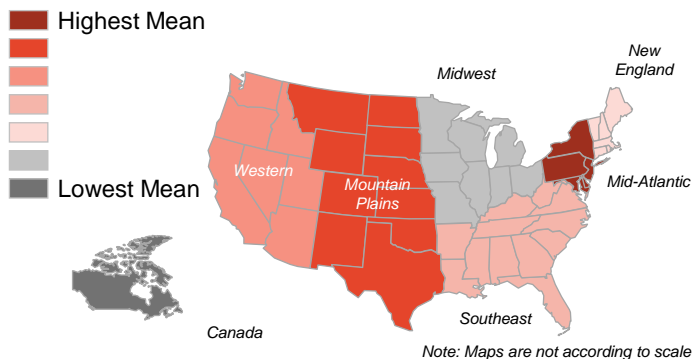 Highest Mean
Lowest Mean
New
England
Midwest
Western
Mountain
Plains
Mid-Atlantic
Southeast
Canada
Note: Maps are not according to scale